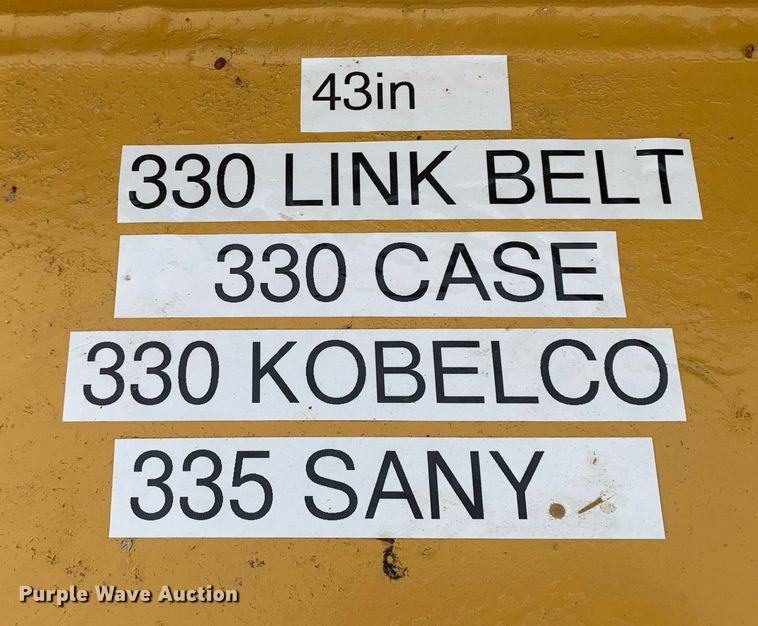 43in
330 LINK BELT
330 CASE
330 KOBELCO
335 SANY
Purple Wave Auction